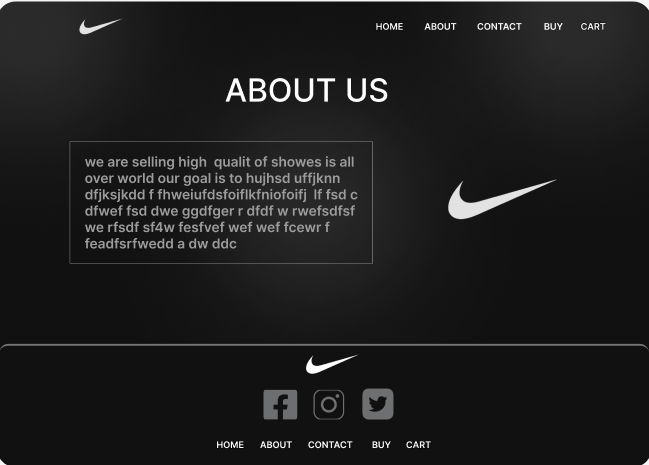 HOME ABOUT CONTACT BUY CART
ABOUT US
we are selling high qualit of showes is all
over world our goal is to hujhsd uffjknn
dfjksjkdd f fhweiufdsfoiflkfniofoifj lf fsd c
dfwef fsd dwe ggdfger r dfdf w rwefsdfsf
we rfsdf sf4w fesfvef wef wef fcewr f
feadfsrfwedd a dw ddc
HOME ABOUT CONTACT BUY CART